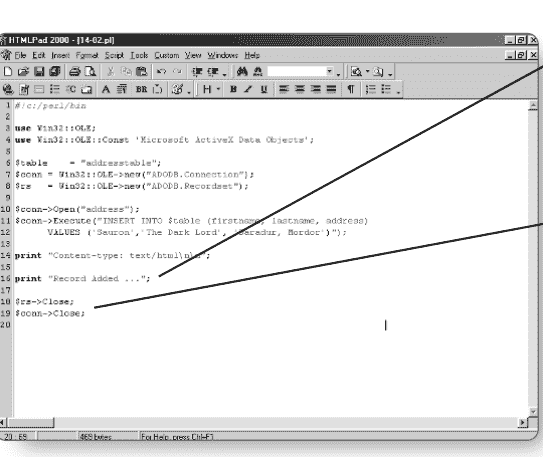 HTMLPad 2000 - [14-02.pl]
File Edit Insert Format Script Tools Custom View Windows Help
BR H B I U ¶
1 #!c:/perl/bin
2
3 use Win32::OLE;
4 use Win32::OLE::Const 'Microsoft ActiveX Data Objects';
5
6 $table = "addresstable";
7 $conn = Win32::OLE->new("ADODB.Connection");
8 $rs = Win32::OLE->new("ADODB.Recordset");
9
10 $conn->Open("address");
11 $conn->Execute("INSERT INTO $table (firstname, lastname, address)
12 VALUES ('Sauron','The Dark Lord', 'Baradur, Mordor')");
13
14 print "Content-type: text/html\n\n";
15
16 print "Record Added ...";
17
18 $rs->Close;
19 $conn->Close;
20
20 : 69 469 bytes For Help, press Ctrl-F1